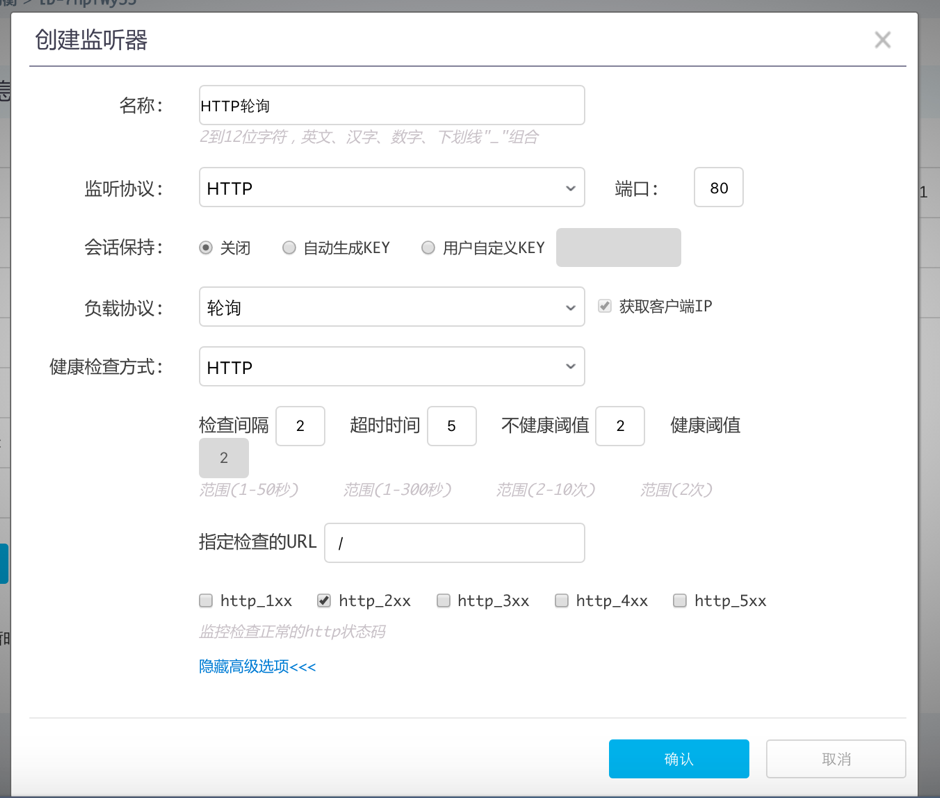 创建监听器
名称： HTTP轮询
2到12位字符，英文、汉字、数字、下划线"_"组合
监听协议： HTTP 端口： 80
会话保持： 关闭 自动生成KEY 用户自定义KEY
负载协议： 轮询 获取客户端IP
健康检查方式： HTTP
检查间隔 2 超时时间 5 不健康阈值 2 健康阈值
2
范围(1-50秒) 范围(1-300秒) 范围(2-10次) 范围(2次)
指定检查的URL /
http_1xx http_2xx http_3xx http_4xx http_5xx
监控检查正常的http状态码
隐藏高级选项<<<
确认 取消